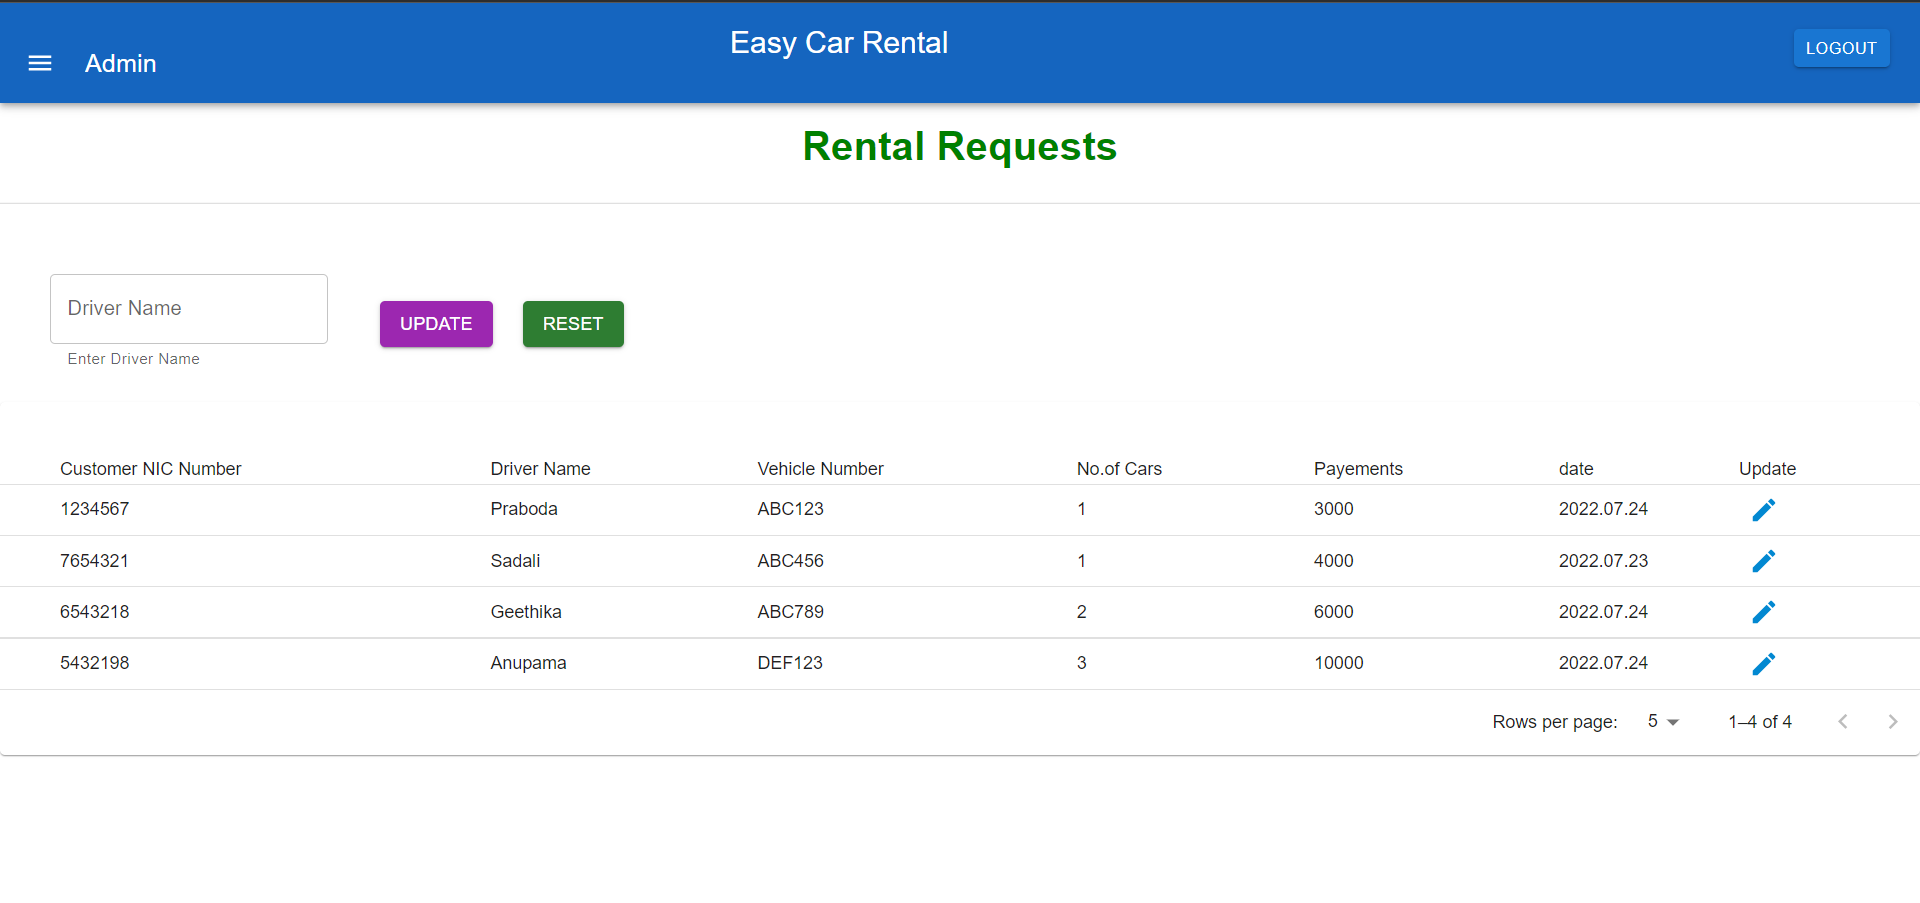 Easy Car Rental
Admin
LOGOUT
Rental Requests
Driver Name
UPDATE
RESET
Enter Driver Name
Customer NIC Number Driver Name Vehicle Number No.of Cars Payements date Update
1234567 Praboda ABC123 1 3000 2022.07.24
7654321 Sadali ABC456 1 4000 2022.07.23
6543218 Geethika ABC789 2 6000 2022.07.24
5432198 Anupama DEF123 3 10000 2022.07.24
Rows per page: 5 1–4 of 4